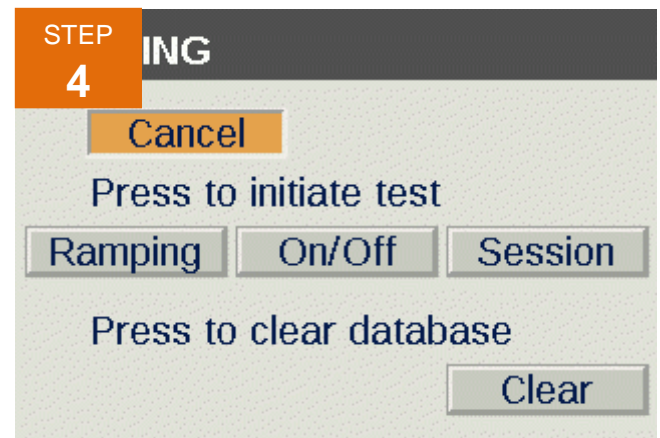 STEP
4
ING
Cancel
Press to initiate test
Ramping On/Off Session
Press to clear database
Clear